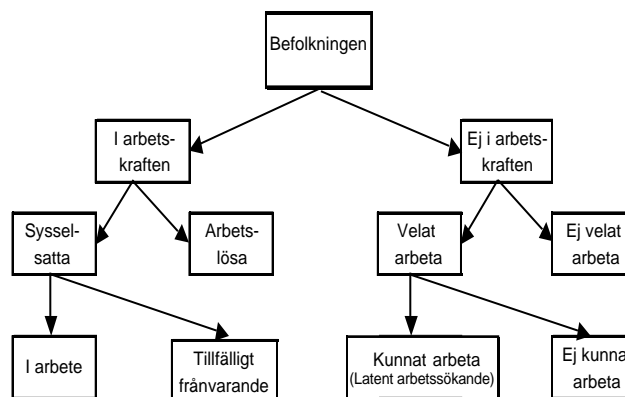 Befolkningen
I arbets-
kraften
Ej i arbets-
kraften
Syssel-
satta
Arbets-
lösa
Velat
arbeta
Ej velat
arbeta
I arbete
Tillfälligt
frånvarande
Kunnat arbeta
(Latent arbetssökande)
Ej kunna
arbeta